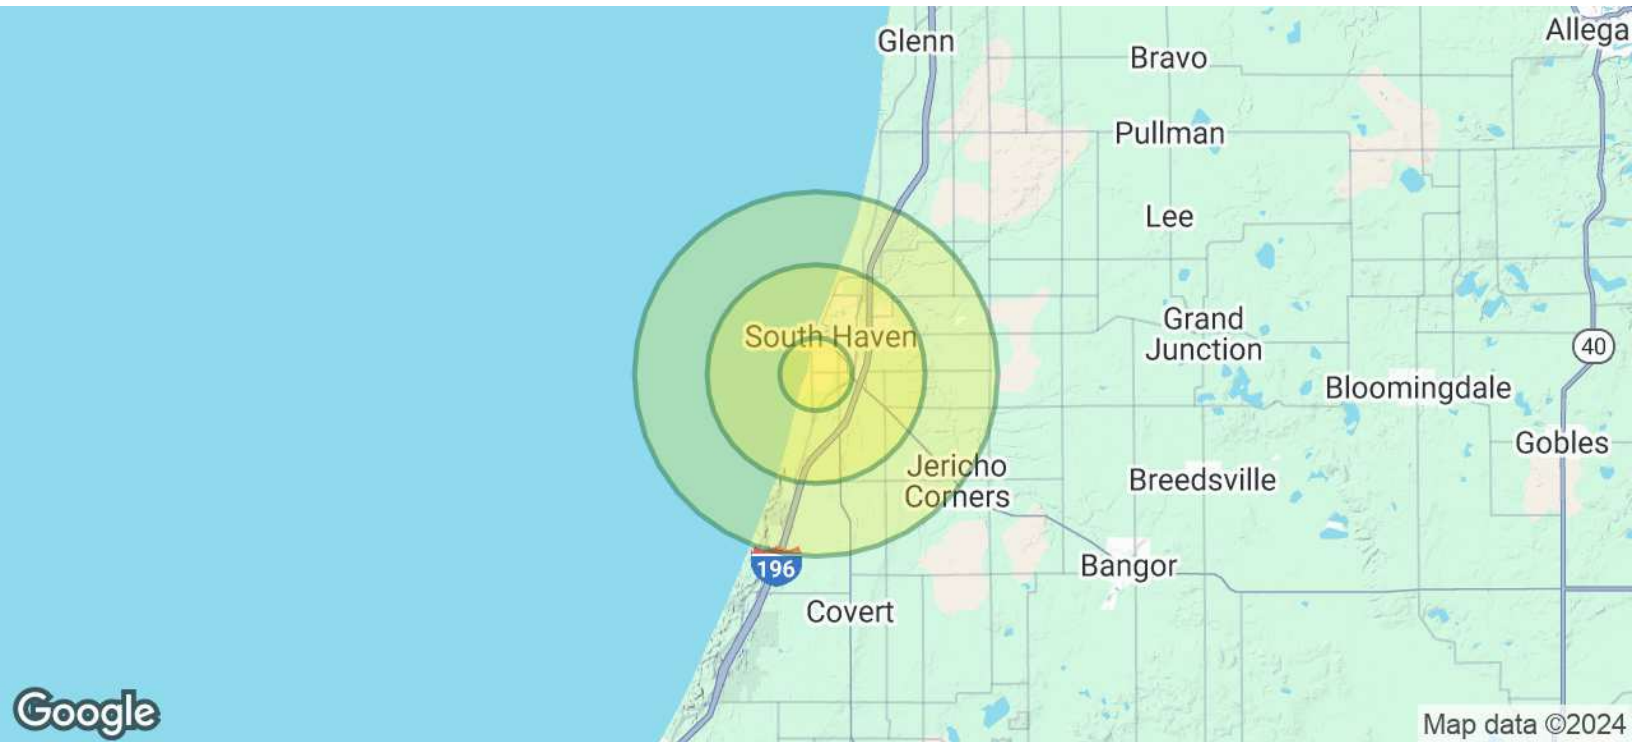 Glenn
Allega
Bravo
Pullman
Lee
Grand
Junction
South Haven
40
Bloomingdale
Gobles
Jericho
Corners
Breedsville
196
Bangor
Covert
Google
Map data ©2024